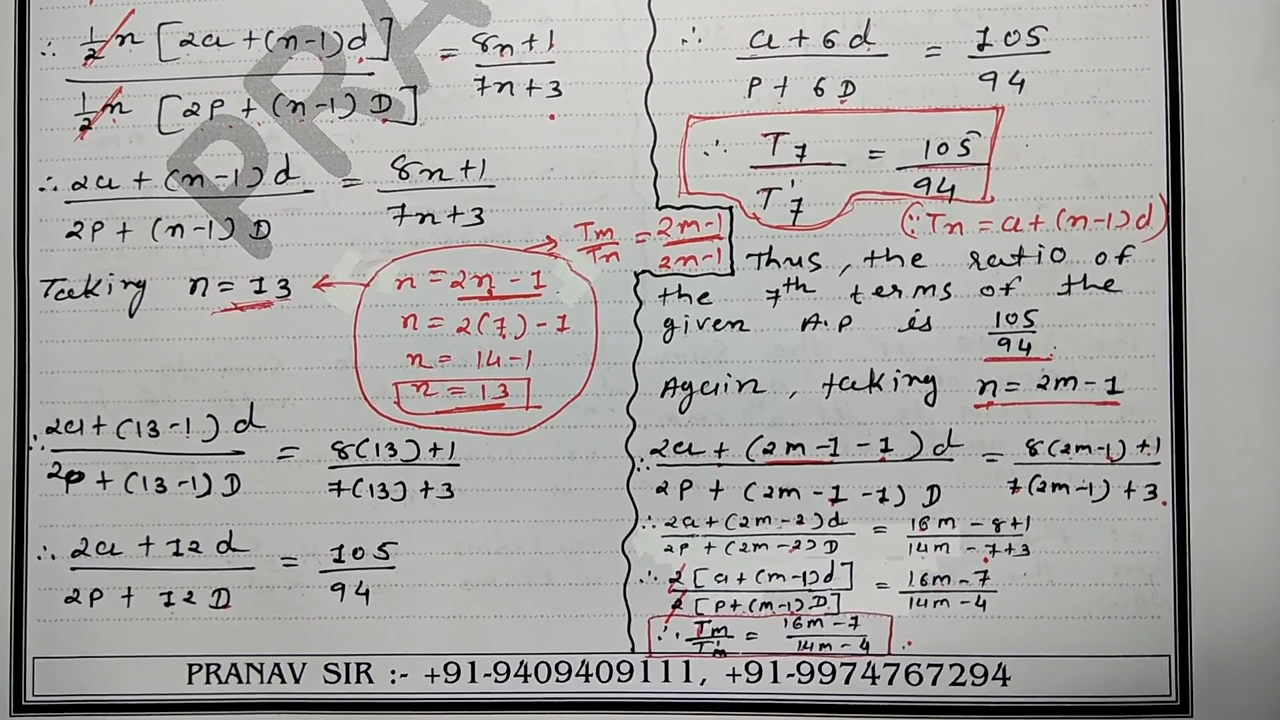 ∴ ½ n [2a + (n-1)d] / ½ n [2p + (n-1) D] = 8n+1 / 7n+3
∴ 2a + (n-1)d / 2p + (n-1) D = 8n+1 / 7n+3
Taking n = 13
n = 2n - 1
n = 2(7) - 1
n = 14 - 1
n = 13
Tm / Tn = 2m-1 / 2n-1
∴ 2a + (13-1) d / 2p + (13-1) D = 8(13)+1 / 7(13)+3
∴ 2a + 12d / 2p + 12D = 105 / 94
∴ a + 6d / p + 6D = 105 / 94
∴ T7 / T'7 = 105 / 94
(∵ Tn = a + (n-1)d)
Thus, the ratio of
the 7th terms of the
given A.P is 105 / 94.
Again, taking n = 2m - 1
∴ 2a + (2m-1-1)d / 2p + (2m-1-1) D = 8(2m-1)+1 / 7(2m-1)+3
∴ 2a + (2m-2)d / 2p + (2m-2)D = 16m - 8+1 / 14m - 7+3
∴ 2 [a + (m-1)d] / 2 [p + (m-1)D] = 16m-7 / 14m-4
∴ Tm / T'm = 16m-7 / 14m-4
PRA
PRANAV SIR :- +91-9409409111, +91-9974767294